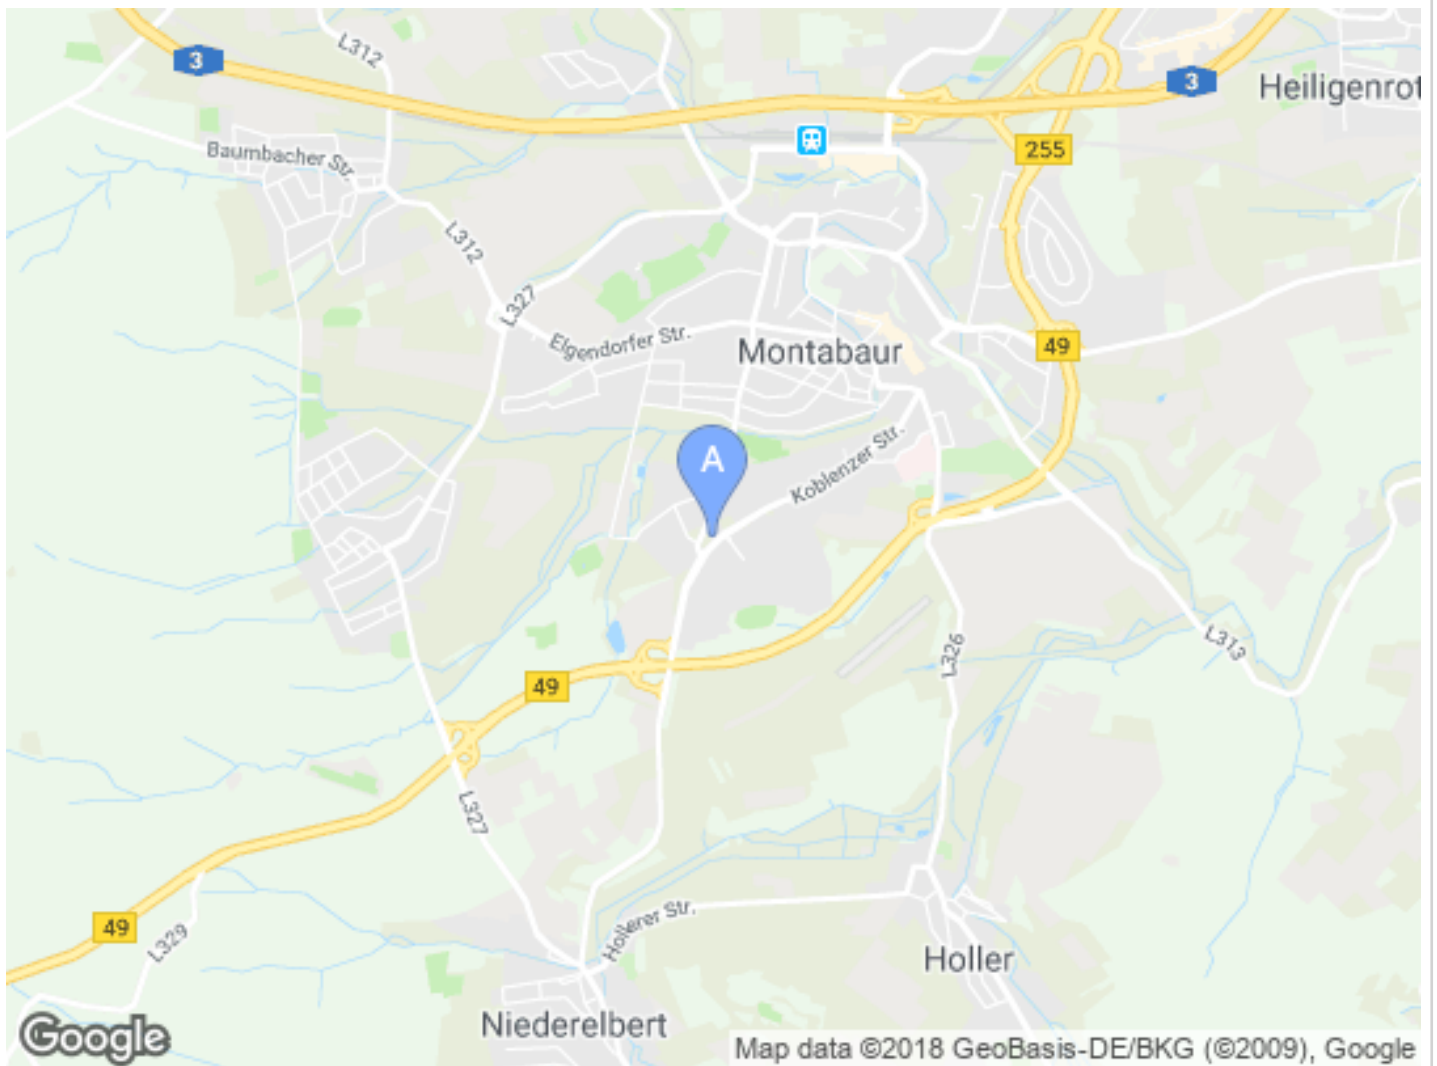 L312
3
3
Heiligenrot
255
Baumbacher Str.
L312
L327
Elgendorfer Str.
Montabaur
49
A
Koblenzer Str.
L326
L313
49
L327
49
L329
Hollerer Str.
Holler
Niederelbert
Google
Map data ©2018 GeoBasis-DE/BKG (©2009), Google